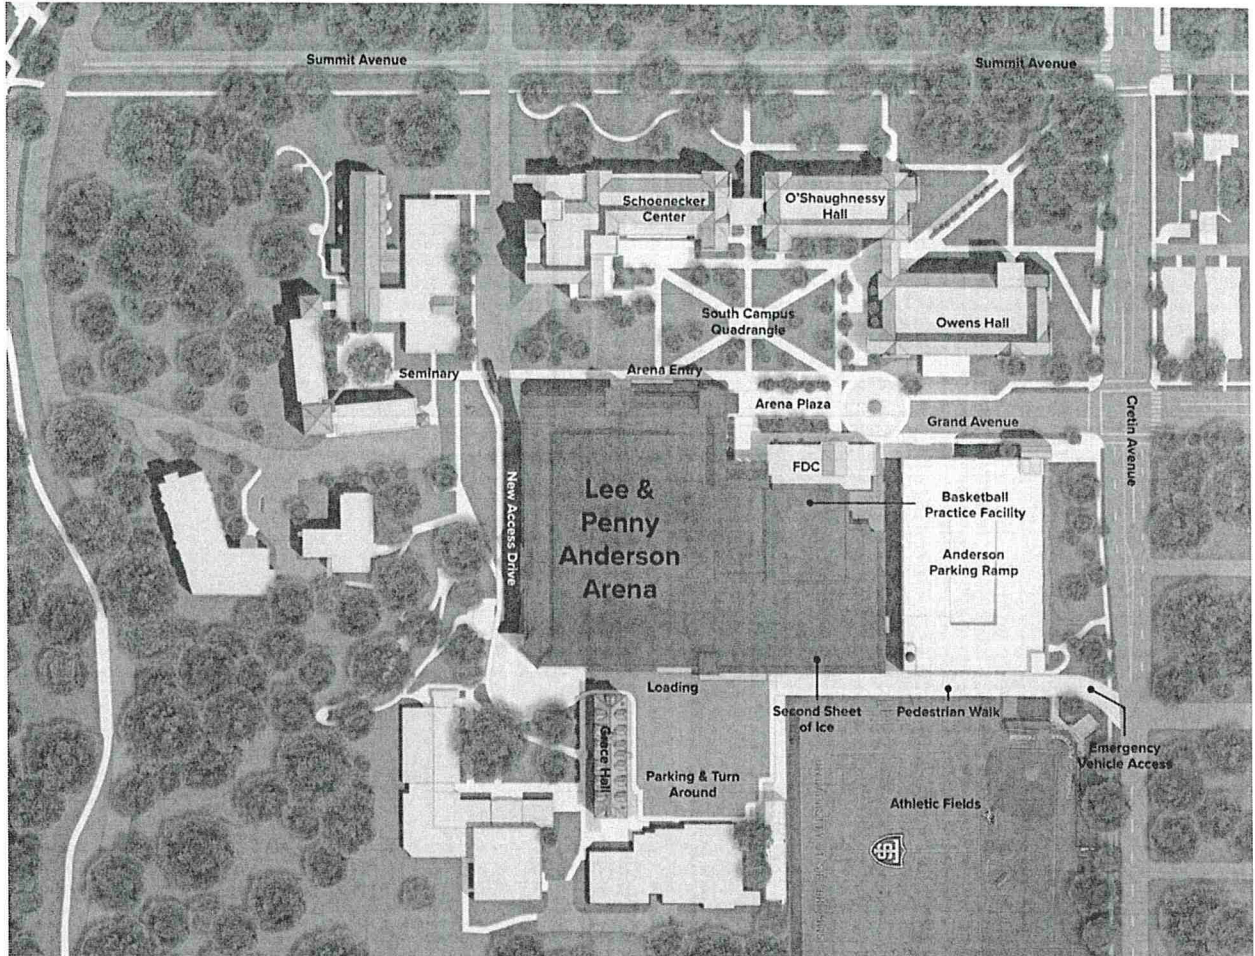 Summit Avenue
Summit Avenue
Schoenecker
Center
O'Shaughnessy
Hall
South Campus
Quadrangle
Owens Hall
Seminary
Arena Entry
Arena Plaza
Grand Avenue
Cretin Avenue
FDC
New Access Drive
Lee &
Penny
Anderson
Arena
Basketball
Practice Facility
Anderson
Parking Ramp
Loading
Second Sheet
of Ice
Pedestrian Walk
Emergency
Vehicle Access
Grace Hall
Parking & Turn
Around
Athletic Fields